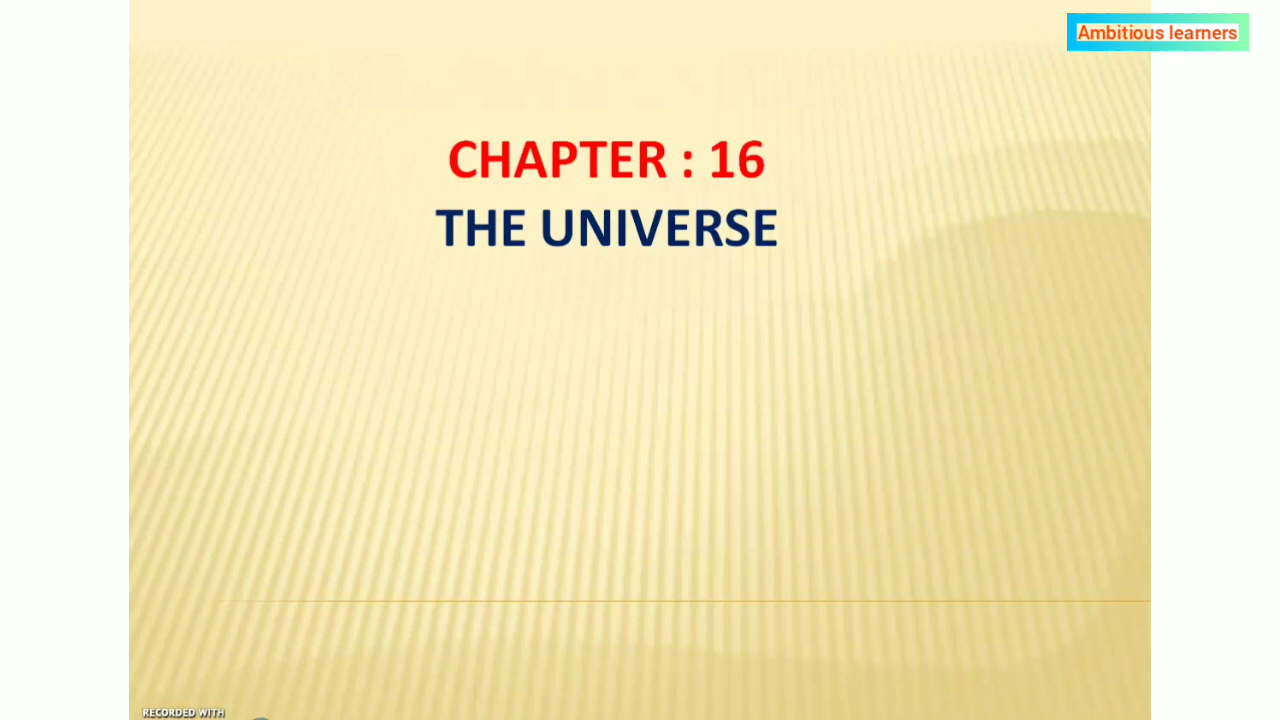 Ambitious learners
CHAPTER : 16
THE UNIVERSE
RECORDED WITH